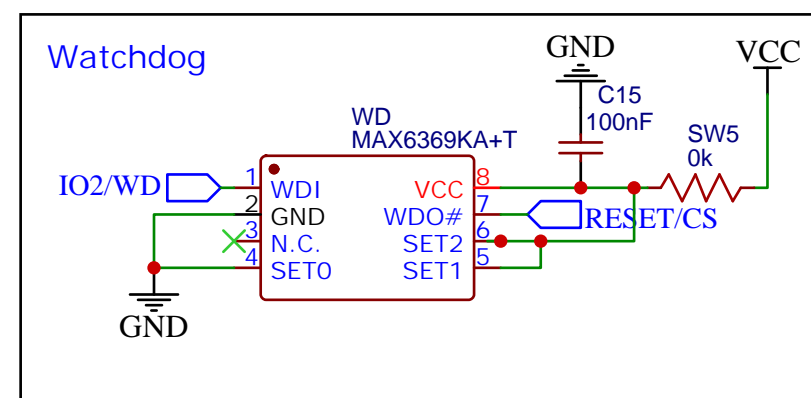 Watchdog
GND
VCC
C15
100nF
WD
MAX6369KA+T
SW5
0k
IO2/WD
1
WDI
VCC
8
2
GND
WDO#
7
RESET/CS
3
N.C.
SET2
6
4
SET0
SET1
5
GND